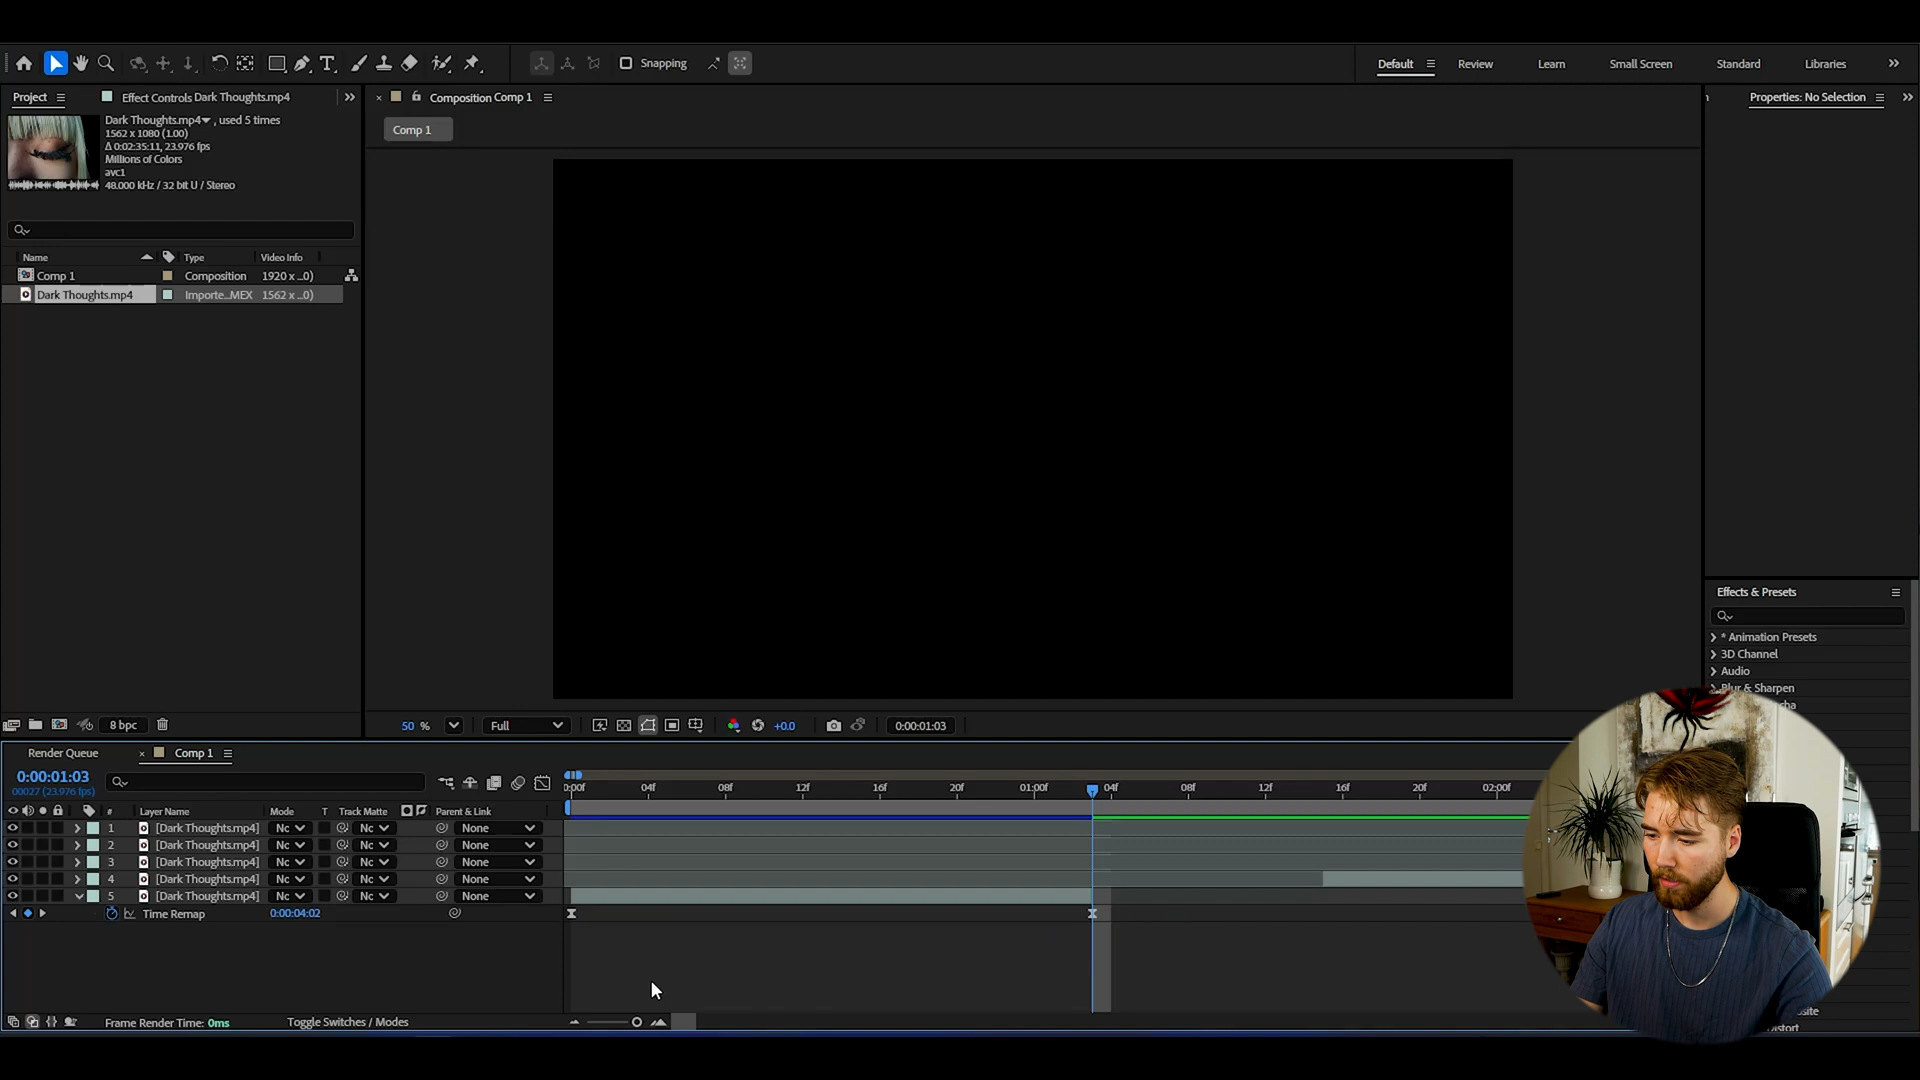 Snapping
Default
Review
Learn
Small Screen
Standard
Libraries
Project
Effect Controls Dark Thoughts.mp4
Composition Comp 1
Properties: No Selection
Dark Thoughts.mp4 , used 5 times
1562 x 1080 (1.00)
Δ 0:02:35:11, 23.976 fps
Millions of Colors
avc1
48.000 kHz / 32 bit U / Stereo
Comp 1
Name Type Video Info
Comp 1 Composition 1920 x ...0)
Dark Thoughts.mp4 Importe...MEX 1562 x ...0)
Effects & Presets
* Animation Presets
3D Channel
Audio
Blur & Sharpen
8 bpc
50 % Full +0.0 0:00:01:03
Render Queue Comp 1
0:00:01:03
00027 (23.976 fps)
0:00f 04f 08f 12f 16f 20f 01:00f 04f 08f 12f 16f 20f 02:00f
# Layer Name Mode T Track Matte Parent & Link
1 [Dark Thoughts.mp4] Nc Nc None
2 [Dark Thoughts.mp4] Nc Nc None
3 [Dark Thoughts.mp4] Nc Nc None
4 [Dark Thoughts.mp4] Nc Nc None
5 [Dark Thoughts.mp4] Nc Nc None
Time Remap 0:00:04:02
Frame Render Time: 0ms Toggle Switches / Modes
Distort